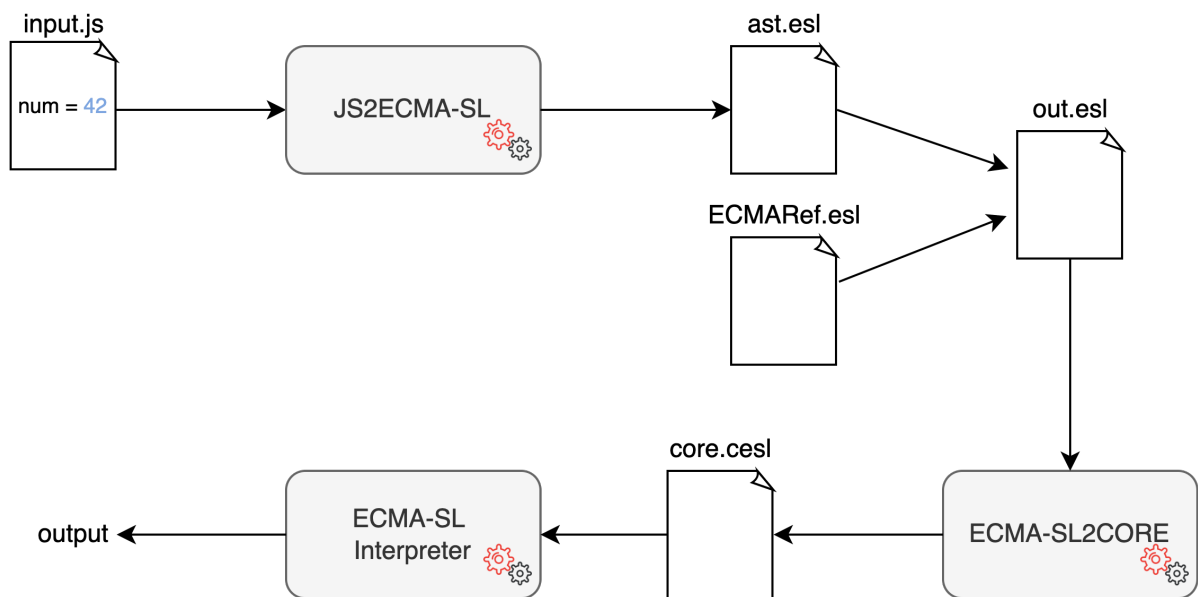 input.js
num = 42
JS2ECMA-SL
ast.esl
ECMARef.esl
out.esl
ECMA-SL2CORE
core.cesl
ECMA-SL
Interpreter
output